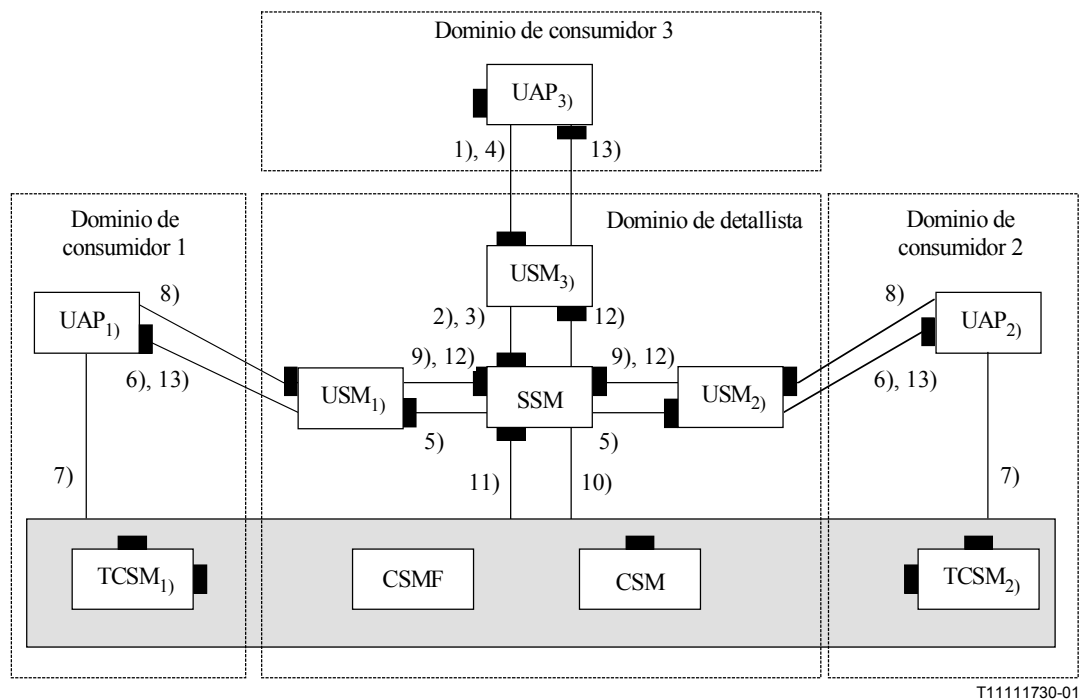 Dominio de consumidor 3
UAP3)
1), 4)
13)
Dominio de
consumidor 1
Dominio de detallista
Dominio de
consumidor 2
USM3)
8)
8)
UAP1)
UAP2)
2), 3)
12)
9), 12)
9), 12)
6), 13)
6), 13)
USM1)
SSM
USM2)
5)
5)
7)
11)
10)
7)
TCSM1)
CSMF
CSM
TCSM2)
T11111730-01